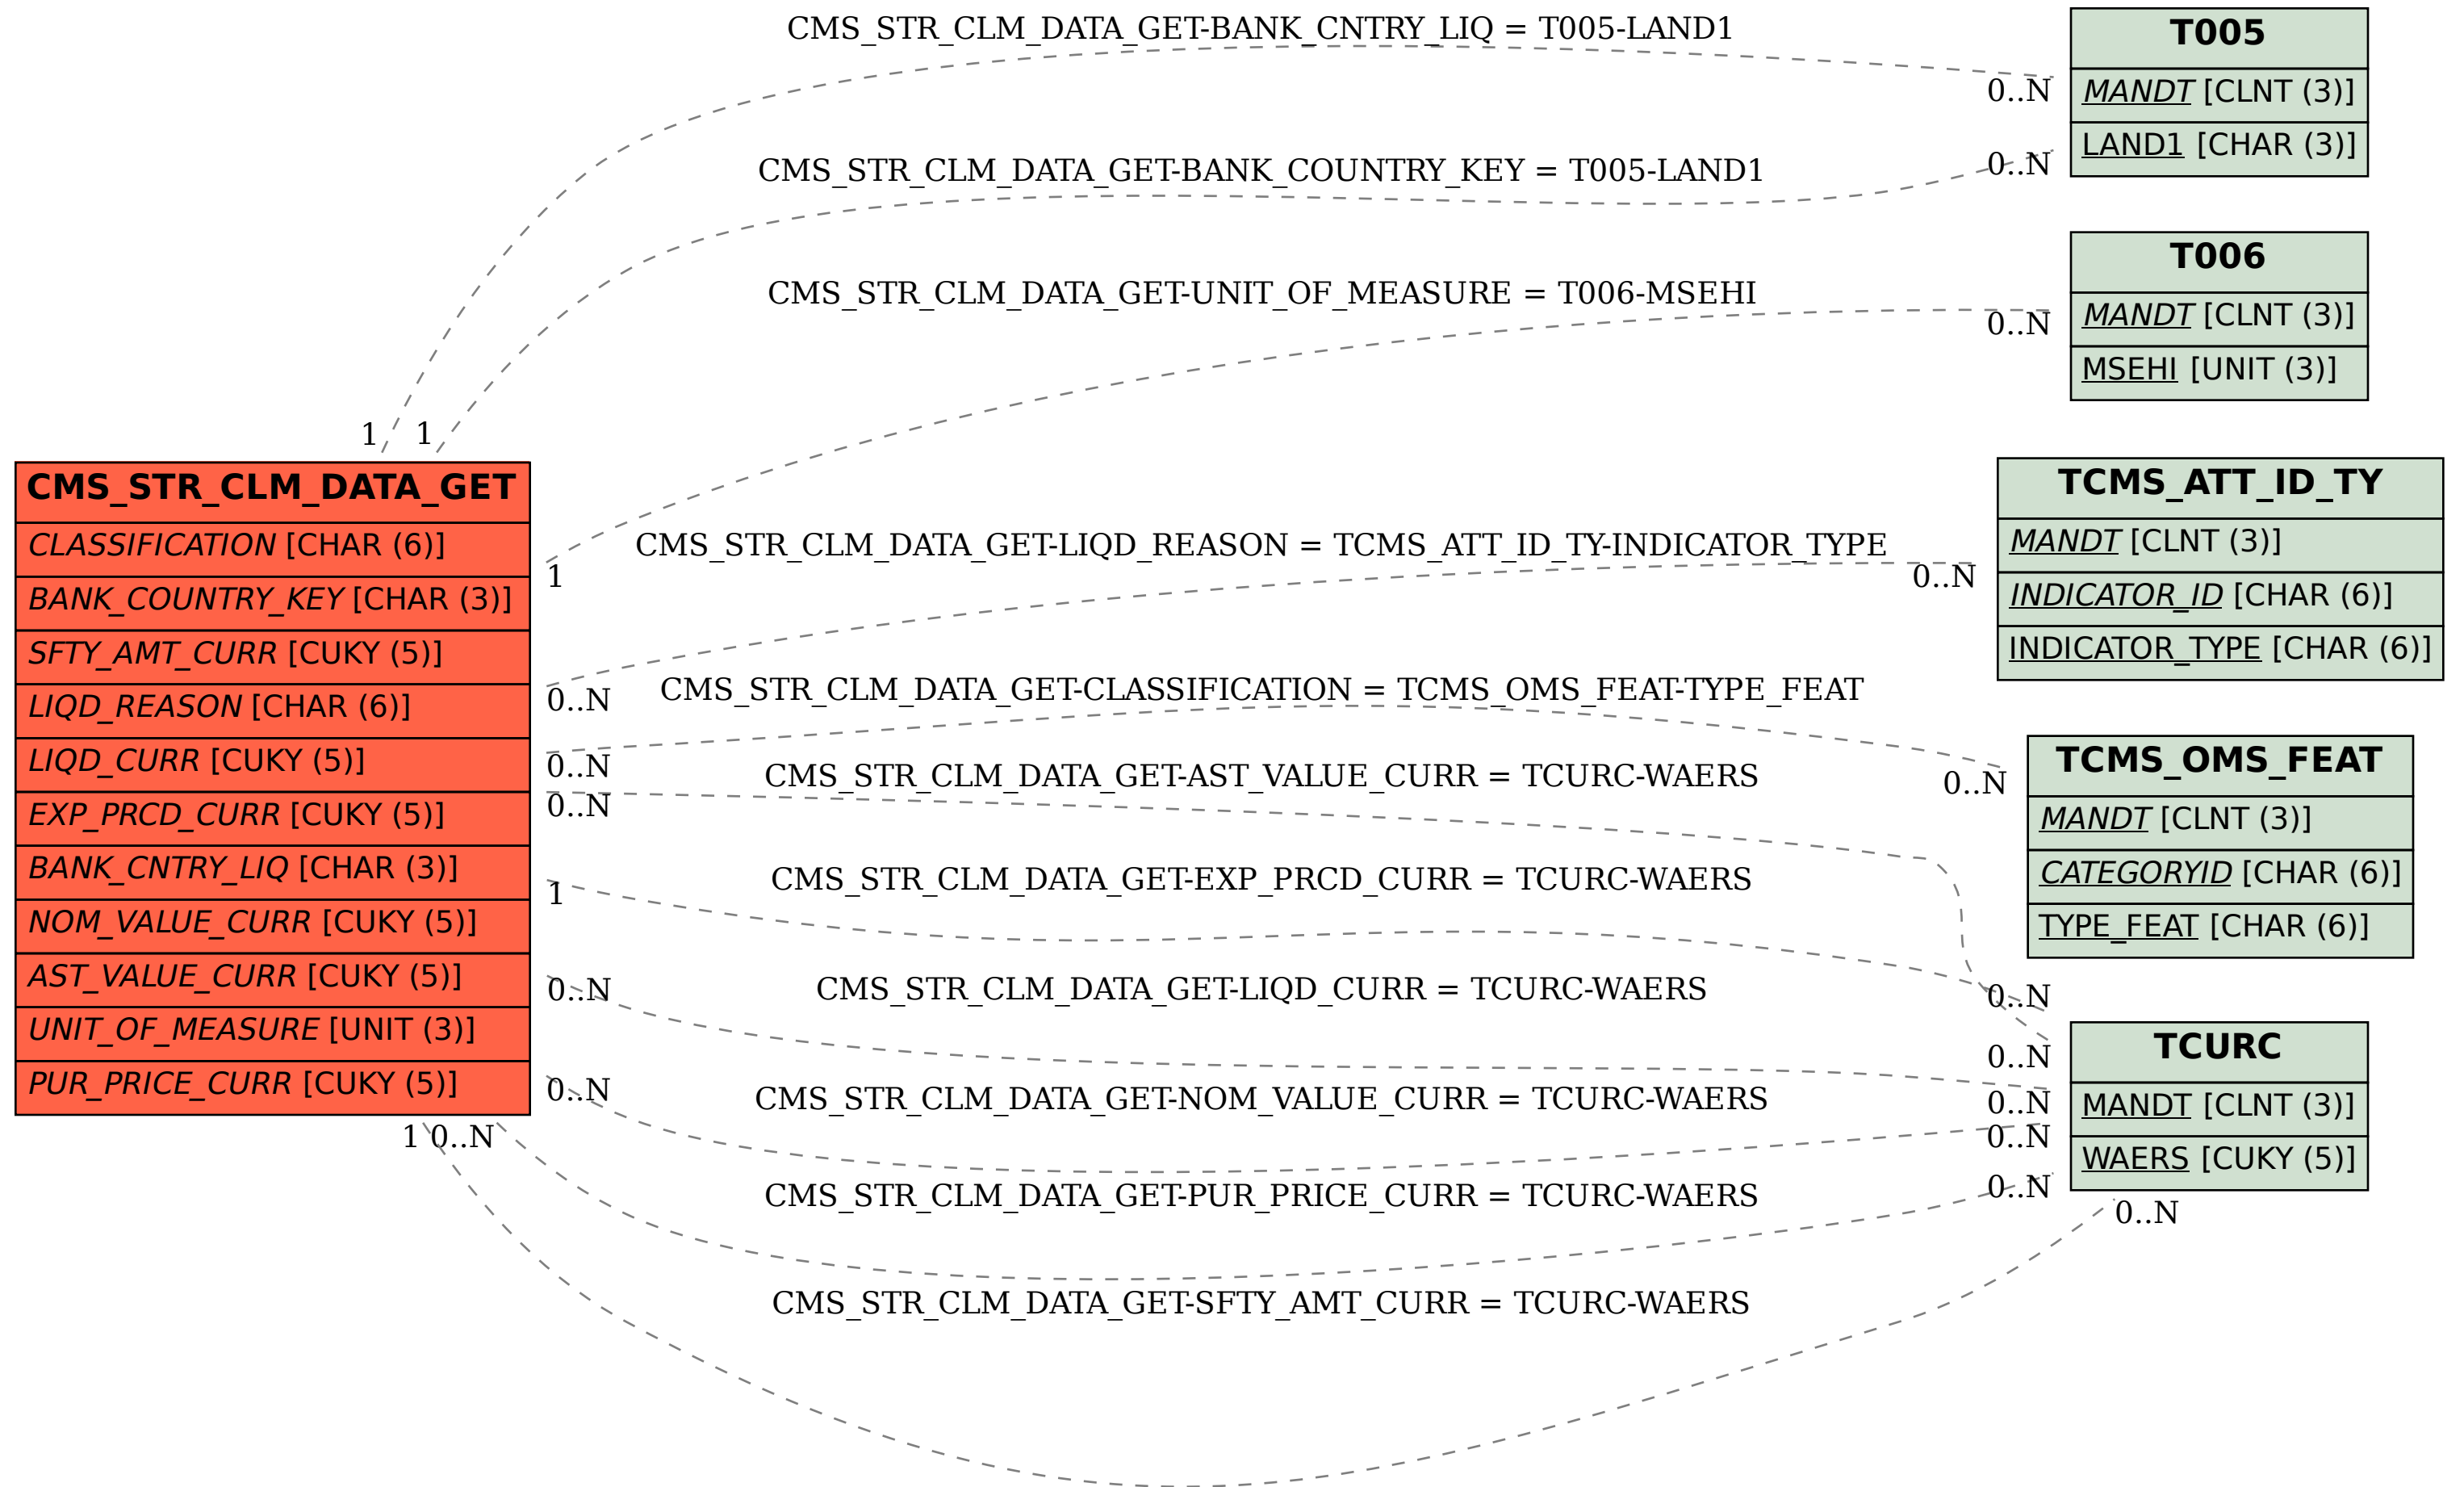 CMS_STR_CLM_DATA_GET-BANK_CNTRY_LIQ = T005-LAND1
0..N
CMS_STR_CLM_DATA_GET-BANK_COUNTRY_KEY = T005-LAND1
0..N
CMS_STR_CLM_DATA_GET-UNIT_OF_MEASURE = T006-MSEHI
0..N
1
1
CMS_STR_CLM_DATA_GET
CLASSIFICATION [CHAR (6)]
BANK_COUNTRY_KEY [CHAR (3)]
SFTY_AMT_CURR [CUKY (5)]
LIQD_REASON [CHAR (6)]
LIQD_CURR [CUKY (5)]
EXP_PRCD_CURR [CUKY (5)]
BANK_CNTRY_LIQ [CHAR (3)]
NOM_VALUE_CURR [CUKY (5)]
AST_VALUE_CURR [CUKY (5)]
UNIT_OF_MEASURE [UNIT (3)]
PUR_PRICE_CURR [CUKY (5)]
1
0..N
CMS_STR_CLM_DATA_GET-LIQD_REASON = TCMS_ATT_ID_TY-INDICATOR_TYPE
1
0..N
0..N
CMS_STR_CLM_DATA_GET-CLASSIFICATION = TCMS_OMS_FEAT-TYPE_FEAT
0..N
0..N
CMS_STR_CLM_DATA_GET-AST_VALUE_CURR = TCURC-WAERS
0..N
CMS_STR_CLM_DATA_GET-EXP_PRCD_CURR = TCURC-WAERS
1
0..N
CMS_STR_CLM_DATA_GET-LIQD_CURR = TCURC-WAERS
0..N
0..N
CMS_STR_CLM_DATA_GET-NOM_VALUE_CURR = TCURC-WAERS
0..N
0..N
0..N
CMS_STR_CLM_DATA_GET-PUR_PRICE_CURR = TCURC-WAERS
0..N
0..N
CMS_STR_CLM_DATA_GET-SFTY_AMT_CURR = TCURC-WAERS
T005
MANDT [CLNT (3)]
LAND1 [CHAR (3)]
T006
MANDT [CLNT (3)]
MSEHI [UNIT (3)]
TCMS_ATT_ID_TY
MANDT [CLNT (3)]
INDICATOR_ID [CHAR (6)]
INDICATOR_TYPE [CHAR (6)]
TCMS_OMS_FEAT
MANDT [CLNT (3)]
CATEGORYID [CHAR (6)]
TYPE_FEAT [CHAR (6)]
TCURC
MANDT [CLNT (3)]
WAERS [CUKY (5)]